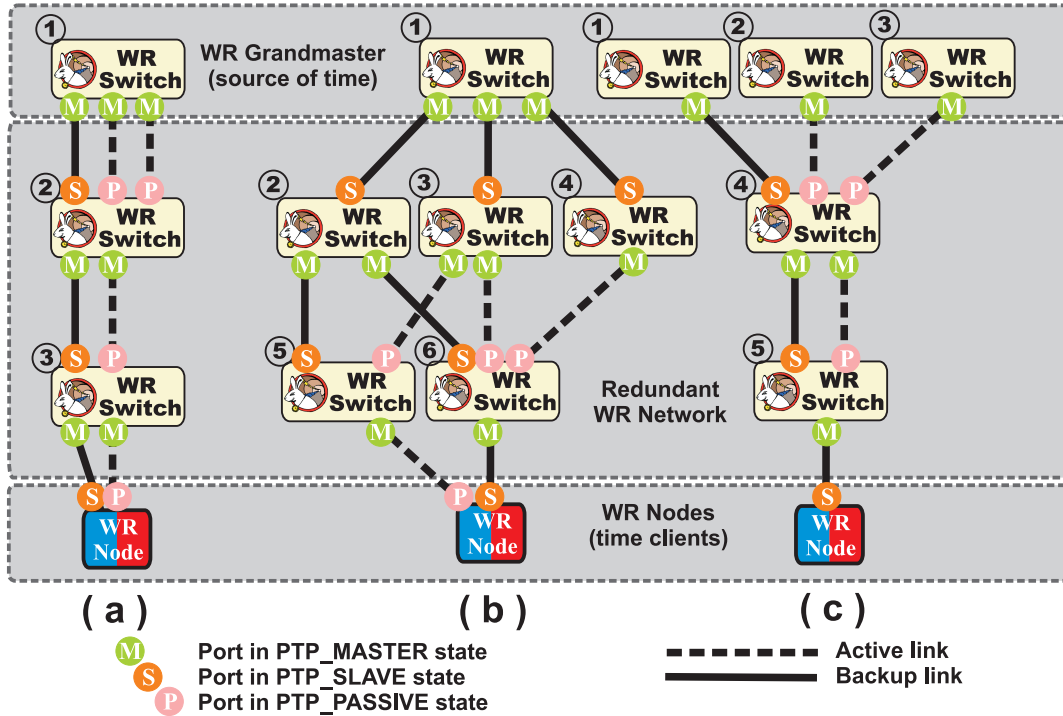 1
WR
Switch
M M M
WR Grandmaster
(source of time)
1
WR
Switch
M M M
1
WR
Switch
M
2
WR
Switch
M
3
WR
Switch
M
2
S P P
WR
Switch
M M
2
S
WR
Switch
M M
3
S
WR
Switch
M M
4
S
WR
Switch
M
4
S P P
WR
Switch
M M
3
S P
WR
Switch
M M
5
S P
WR
Switch
M
6
S P P
WR
Switch
M
Redundant
WR Network
5
S P
WR
Switch
M
S P
WR
Node
P S
WR
Node
WR Nodes
(time clients)
S
WR
Node
( a )
( b )
( c )
M Port in PTP_MASTER state
S Port in PTP_SLAVE state
P Port in PTP_PASSIVE state
Active link
Backup link